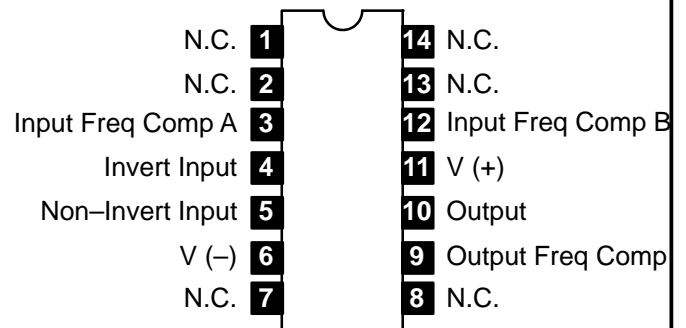 N.C. 1 14 N.C.
N.C. 2 13 N.C.
Input Freq Comp A 3 12 Input Freq Comp B
Invert Input 4 11 V (+)
Non–Invert Input 5 10 Output
V (–) 6 9 Output Freq Comp
N.C. 7 8 N.C.